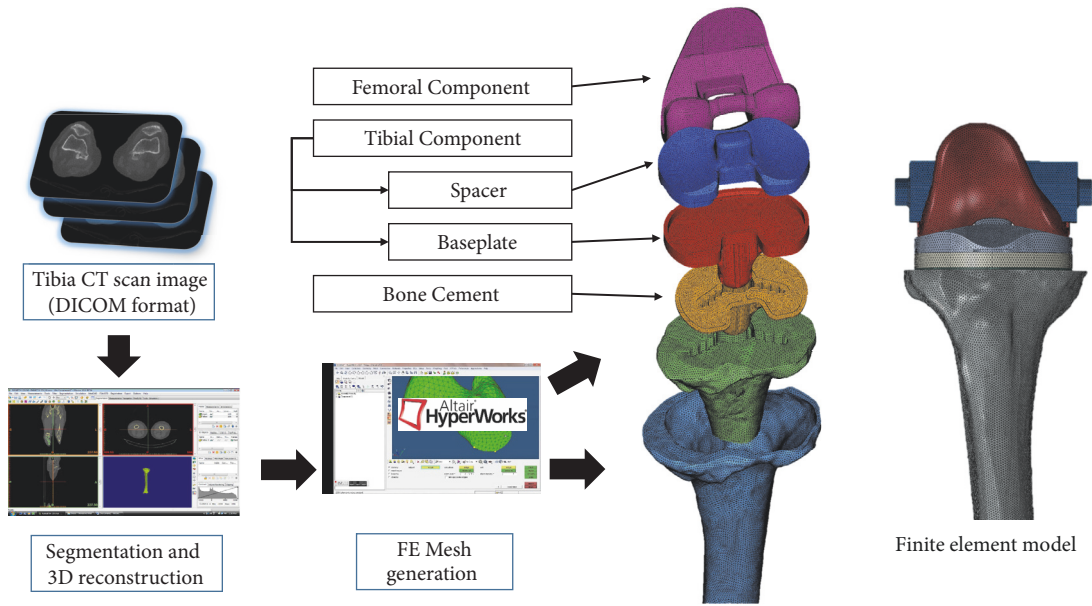 Femoral Component
Tibial Component
Spacer
Baseplate
Bone Cement
Tibia CT scan image
(DICOM format)
Altair
HyperWorks
Segmentation and
3D reconstruction
FE Mesh
generation
Finite element model